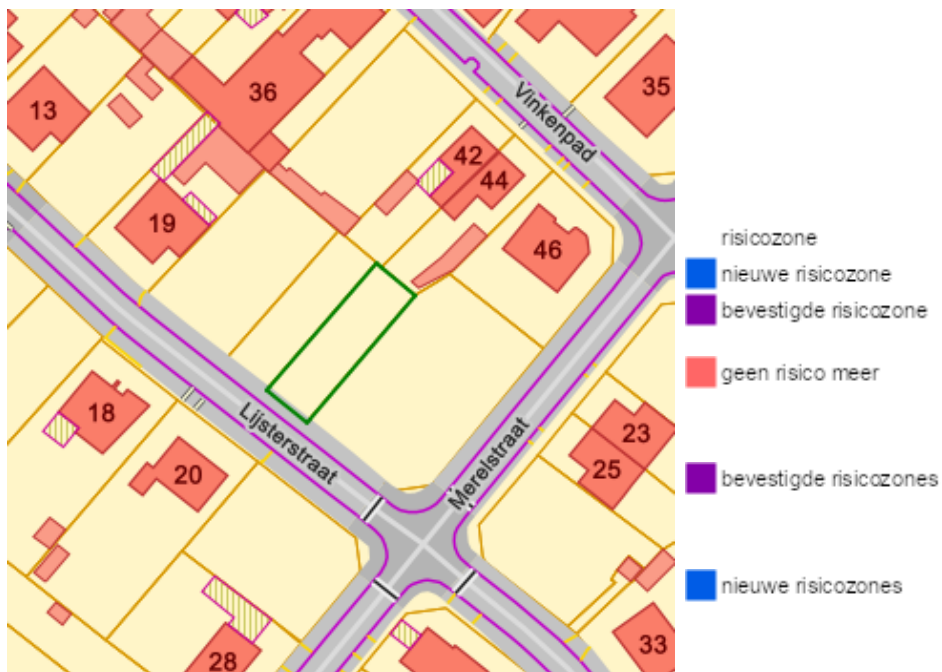 36
35
13
Vinkenpad
42
44
19
46
risicozone
nieuwe risicozone
bevestigde risicozone
geen risico meer
18
Lijsterstraat
Merelstraat
23
20
25
bevestigde risicozones
nieuwe risicozones
33
28